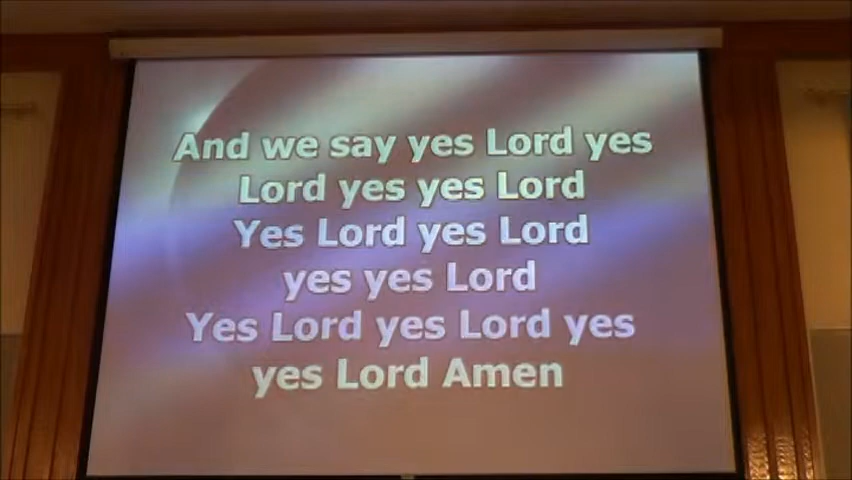 And we say yes Lord yes
Lord yes yes Lord
Yes Lord yes Lord
yes yes Lord
Yes Lord yes Lord yes
yes Lord Amen